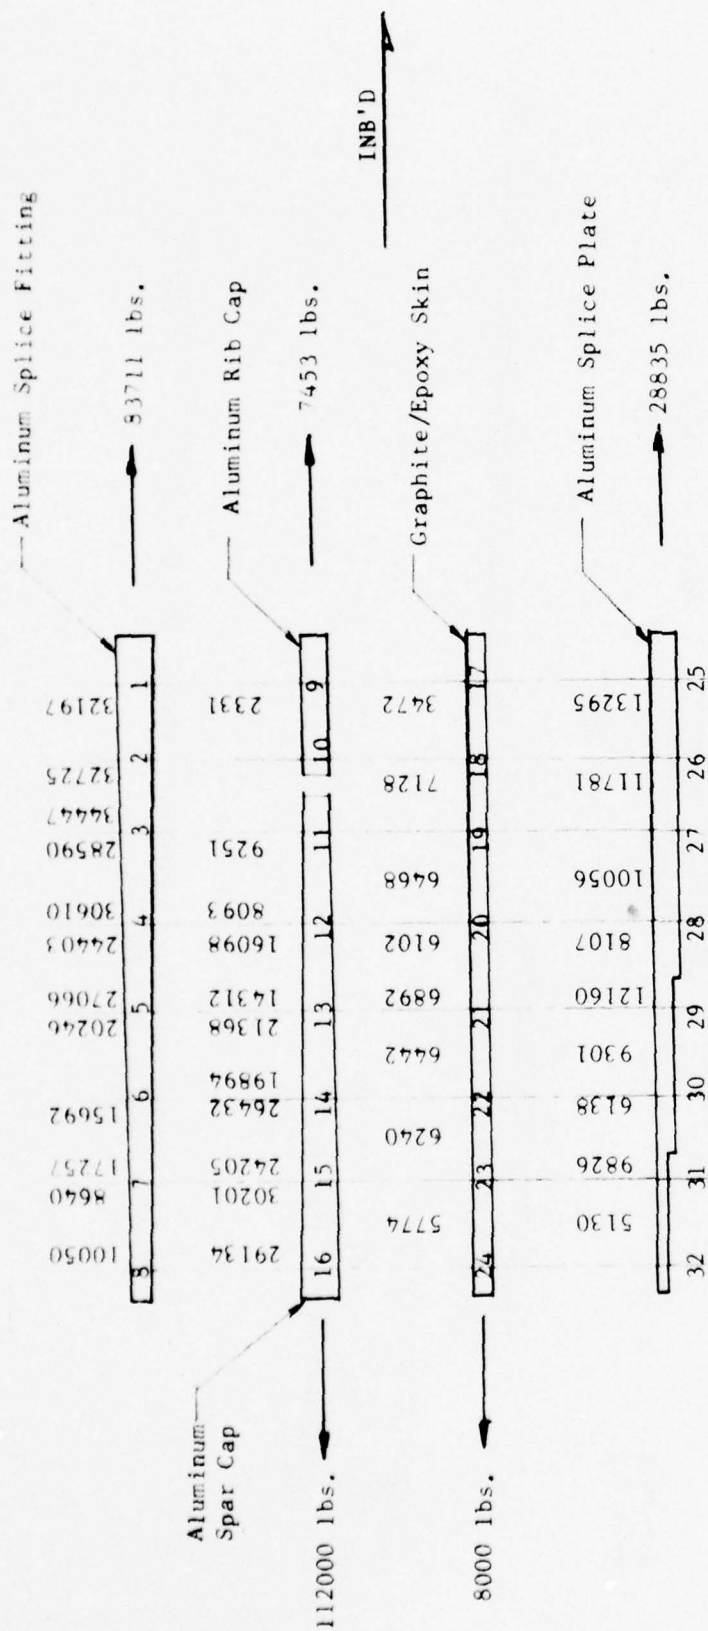 Aluminum Splice Fitting
10050
8640
17257
15692
20246
27066
24403
30610
28590
34447
32725
32197
8 7 6 5 4 3 2 1
83711 lbs.
Aluminum
Spar Cap
29134
30201
24205
26432
19894
21368
14312
16098
8093
9251
2331
Aluminum Rib Cap
112000 lbs.
16 15 14 13 12 11 10 9
7453 lbs.
INB'D
5774
6240
6442
6892
6102
6468
7128
3472
Graphite/Epoxy Skin
8000 lbs.
24 23 22 21 20 19 18 17
5130
9826
6138
9301
12160
8107
10056
11781
13295
Aluminum Splice Plate
28835 lbs.
32 31 30 29 28 27 26 25